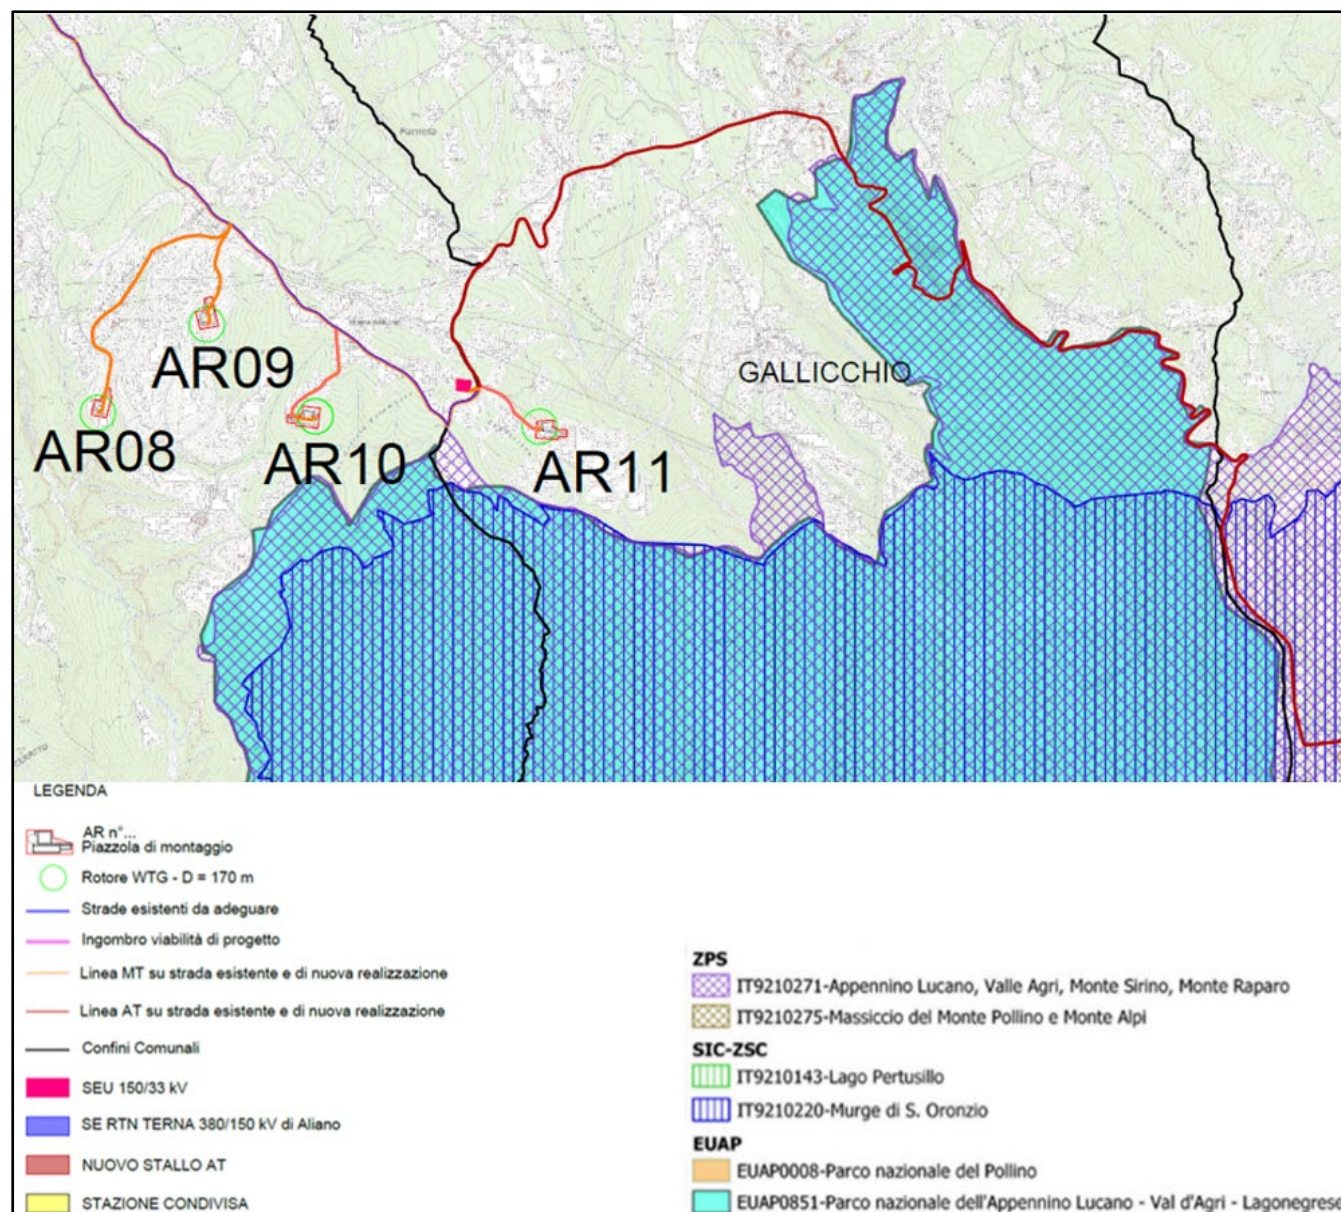 AR09
GALLICCHIO
AR08
AR10
AR11
LEGENDA
AR n°...
Piazzola di montaggio
Rotore WTG - D = 170 m
Strade esistenti da adeguare
Ingombro viabilità di progetto
Linea MT su strada esistente e di nuova realizzazione
Linea AT su strada esistente e di nuova realizzazione
Confini Comunali
SEU 150/33 kV
SE RTN TERNA 380/150 kV di Aliano
NUOVO STALLO AT
STAZIONE CONDIVISA
ZPS
IT9210271-Appennino Lucano, Valle Agri, Monte Sirino, Monte Raparo
IT9210275-Massiccio del Monte Pollino e Monte Alpi
SIC-ZSC
IT9210143-Lago Pertusillo
IT9210220-Murge di S. Oronzio
EUAP
EUAP0008-Parco nazionale del Pollino
EUAP0851-Parco nazionale dell'Appennino Lucano - Val d'Agri - Lagonegrese